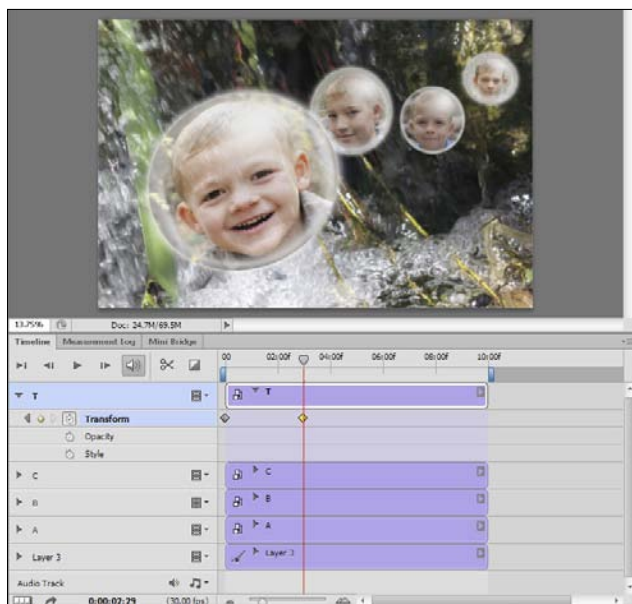 13.75% Doc: 24.7M/69.5M
Timeline Measurement Log Mini Bridge
00 02:00f 04:00f 06:00f 08:00f 10:00f
T T
Transform
Opacity
Style
C C
B B
A A
Layer 3 Layer 3
Audio Track
0:00:02:29 (30.00 fps)